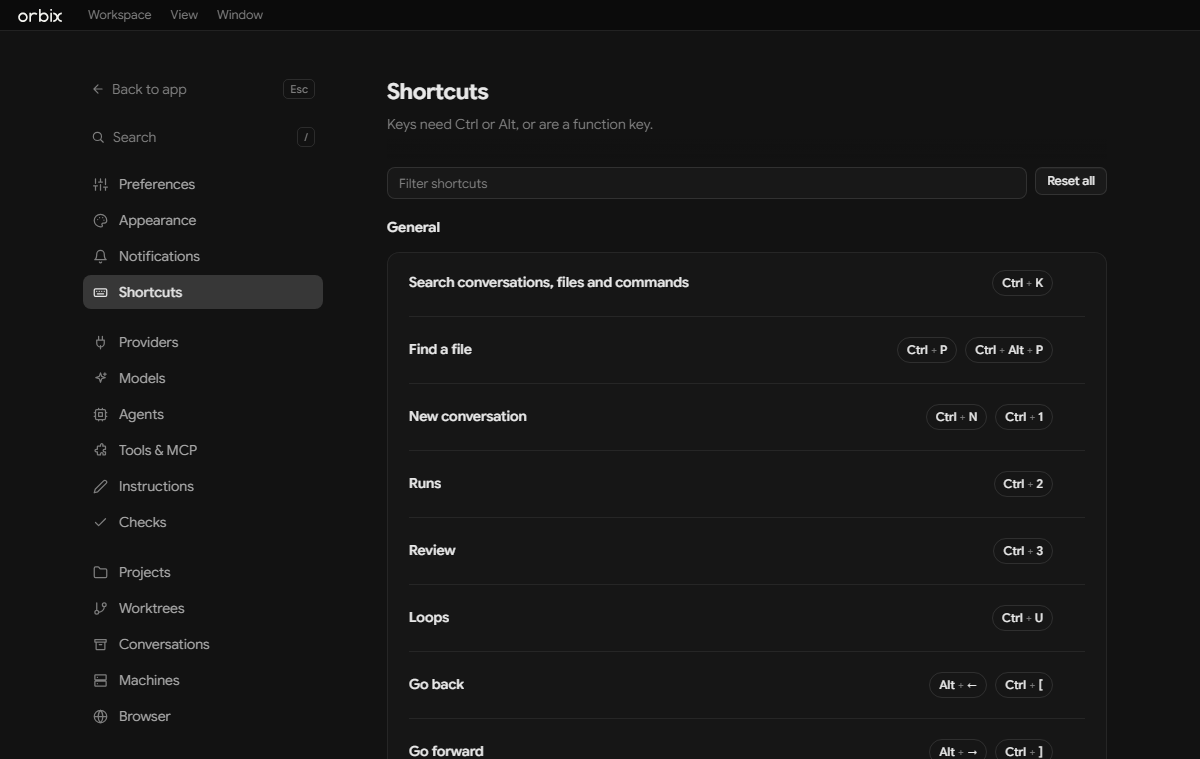 orbix Workspace View Window
Back to app Esc
Search /
Preferences
Appearance
Notifications
Shortcuts
Providers
Models
Agents
Tools & MCP
Instructions
Checks
Projects
Worktrees
Conversations
Machines
Browser
Shortcuts
Keys need Ctrl or Alt, or are a function key.
Filter shortcuts Reset all
General
Search conversations, files and commands Ctrl + K
Find a file Ctrl + P Ctrl + Alt + P
New conversation Ctrl + N Ctrl + 1
Runs Ctrl + 2
Review Ctrl + 3
Loops Ctrl + U
Go back Alt + ← Ctrl + [
Go forward Alt + → Ctrl + ]